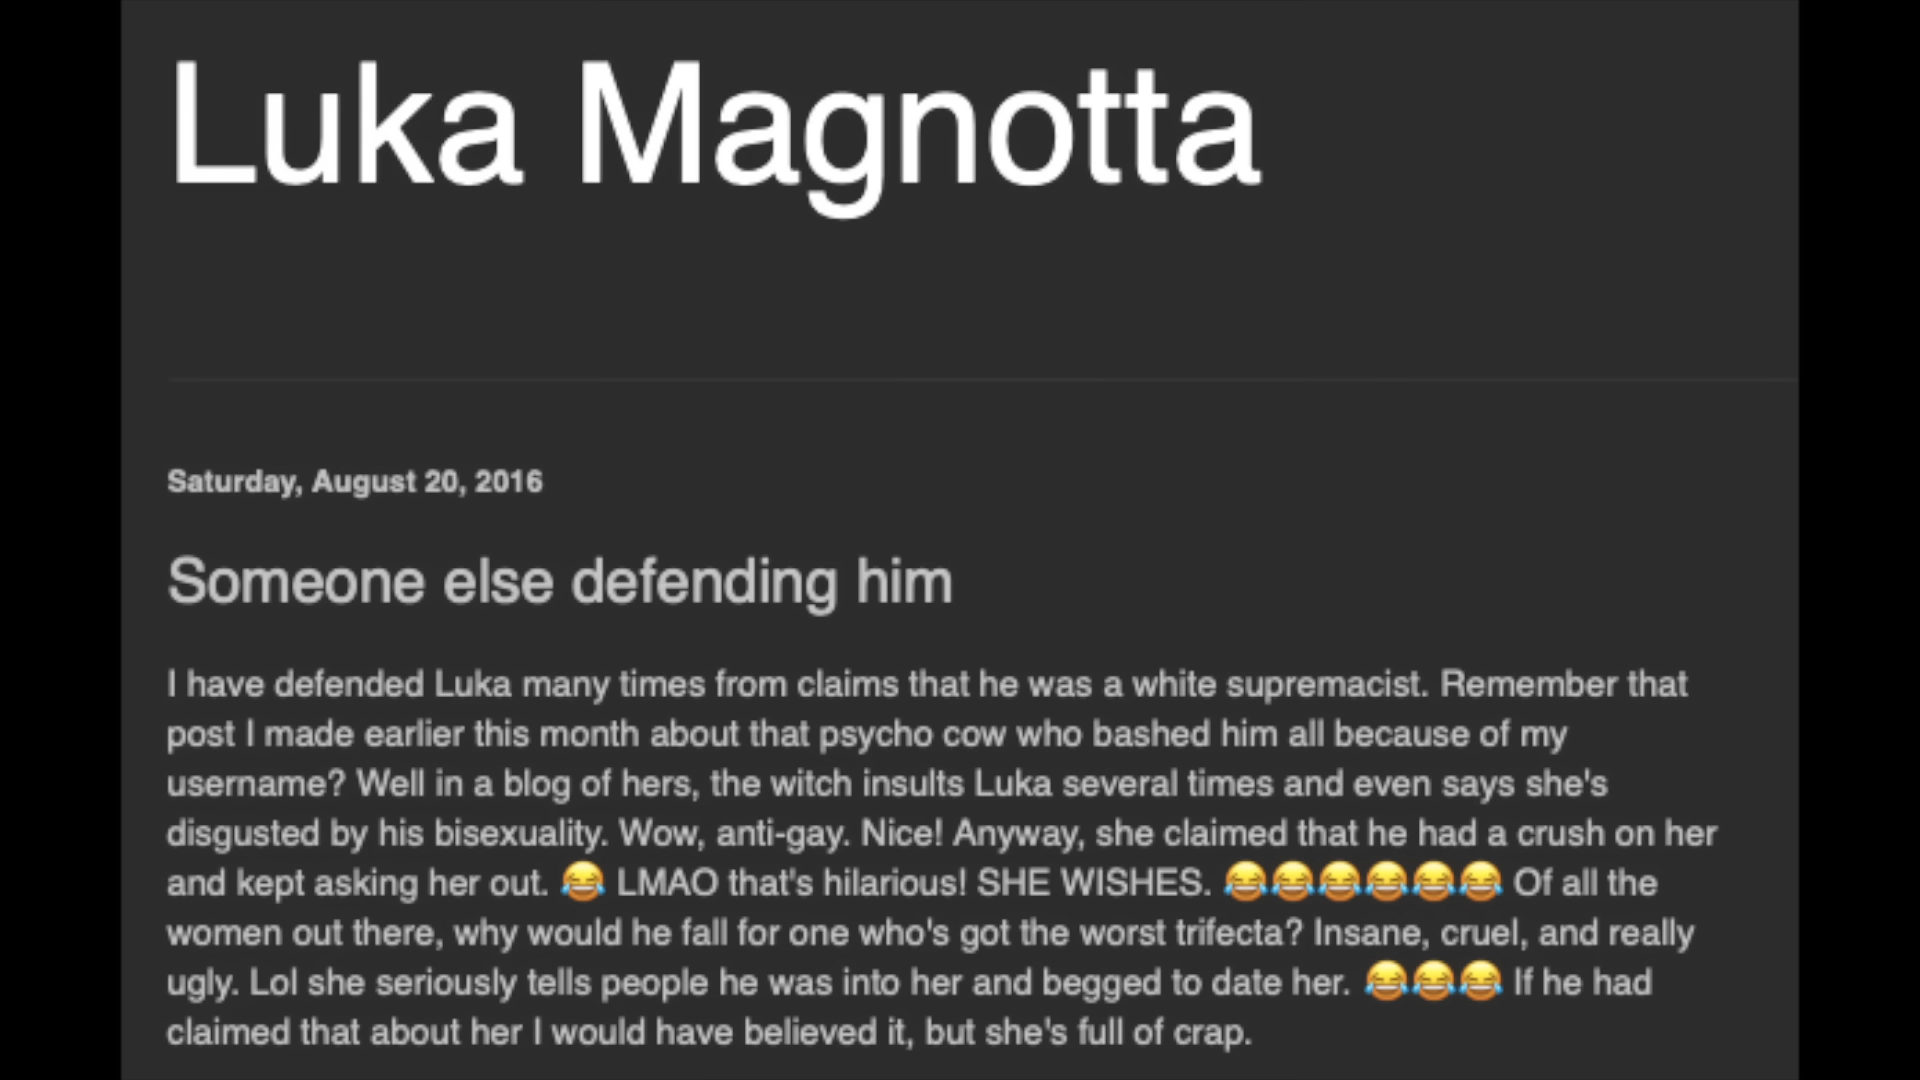 Luka Magnotta
Saturday, August 20, 2016
Someone else defending him
I have defended Luka many times from claims that he was a white supremacist. Remember that
post I made earlier this month about that psycho cow who bashed him all because of my
username? Well in a blog of hers, the witch insults Luka several times and even says she's
disgusted by his bisexuality. Wow, anti-gay. Nice! Anyway, she claimed that he had a crush on her
and kept asking her out. 😂 LMAO that's hilarious! SHE WISHES. 😂😂😂😂😂😂 Of all the
women out there, why would he fall for one who's got the worst trifecta? Insane, cruel, and really
ugly. Lol she seriously tells people he was into her and begged to date her. 😂😂😂 If he had
claimed that about her I would have believed it, but she's full of crap.